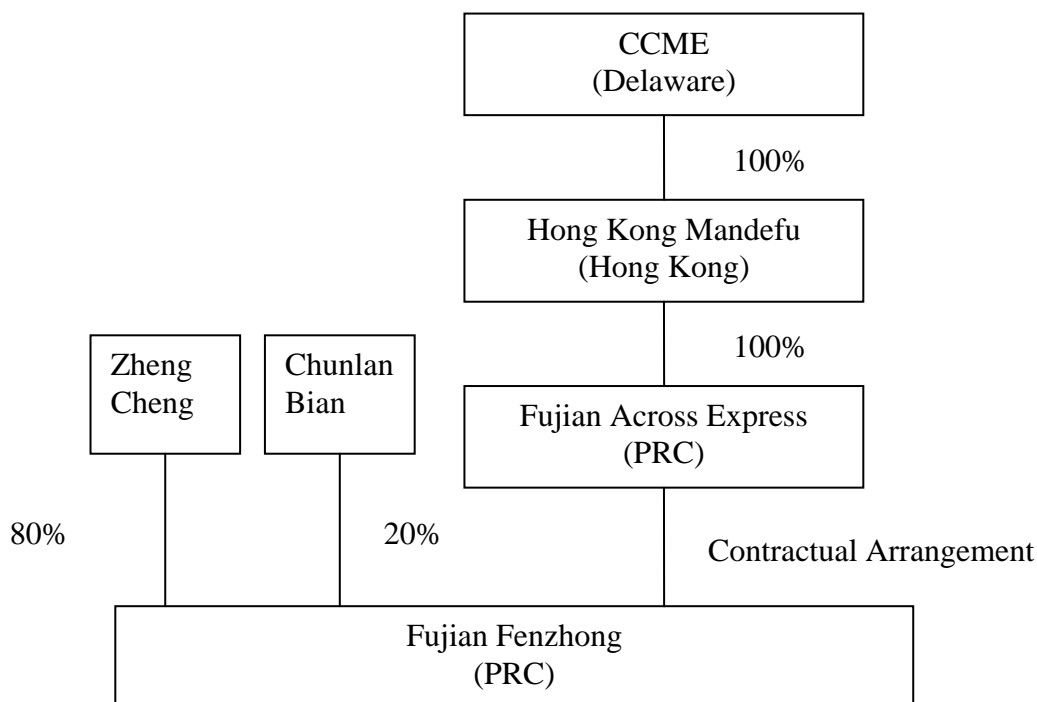 CCME
(Delaware)
100%
Hong Kong Mandefu
(Hong Kong)
100%
Zheng
Cheng
Chunlan
Bian
Fujian Across Express
(PRC)
80%
20%
Contractual Arrangement
Fujian Fenzhong
(PRC)